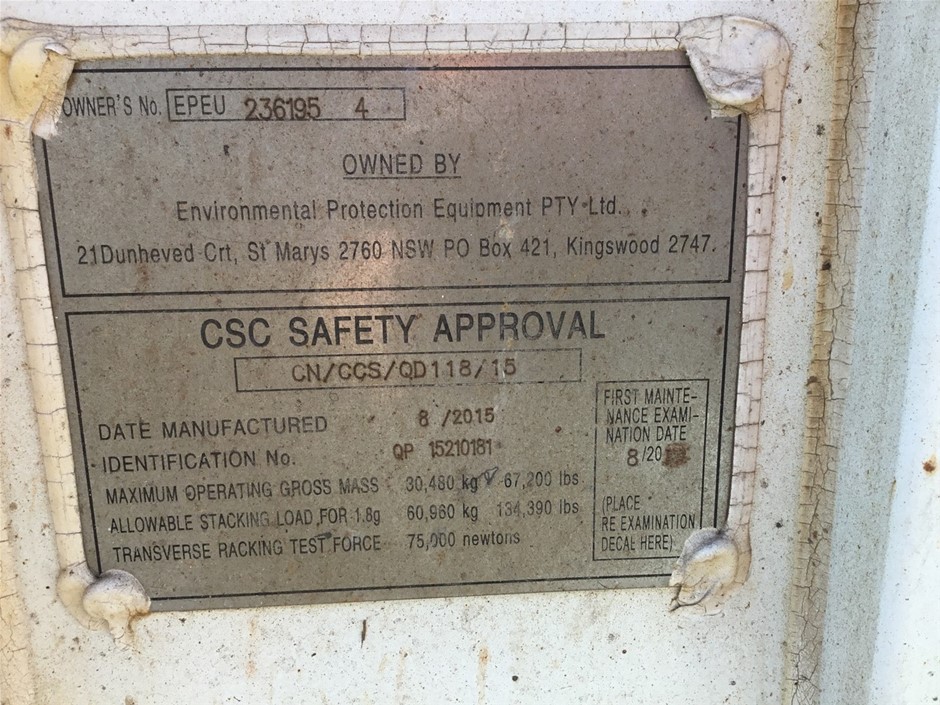 OWNER'S No. EPEU 236195 4
OWNED BY
Environmental Protection Equipment PTY Ltd.
21Dunheved Crt, St Marys 2760 NSW PO Box 421, Kingswood 2747.
CSC SAFETY APPROVAL
CN/CCS/QD118/15
DATE MANUFACTURED 8 /2015
IDENTIFICATION No. QP 15210181
MAXIMUM OPERATING GROSS MASS 30,480 kg 67,200 lbs
ALLOWABLE STACKING LOAD FOR 1.8g 60,960 kg 134,390 lbs
TRANSVERSE RACKING TEST FORCE 75,000 newtons
FIRST MAINTE-
NANCE EXAMI-
NATION DATE
8 /20
(PLACE
RE EXAMINATION
DECAL HERE)